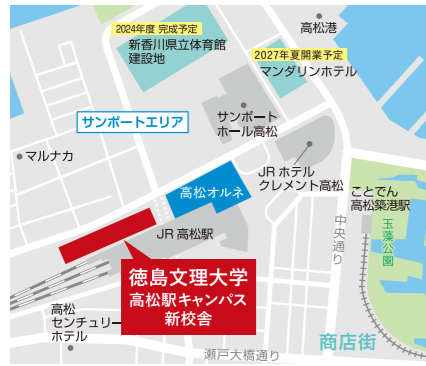 2024年度 完成予定
新香川県立体育館
建設地
高松港
2027年夏開業予定
マンダリンホテル
サンポートエリア
サンポート
ホール高松
マルナカ
JRホテル
クレメント高松
高松オルネ
ことでん
高松築港駅
JR高松駅
中央通り
玉藻公園
徳島文理大学
高松駅キャンパス
新校舎
高松
センチュリー
ホテル
商店街
瀬戸大橋通り